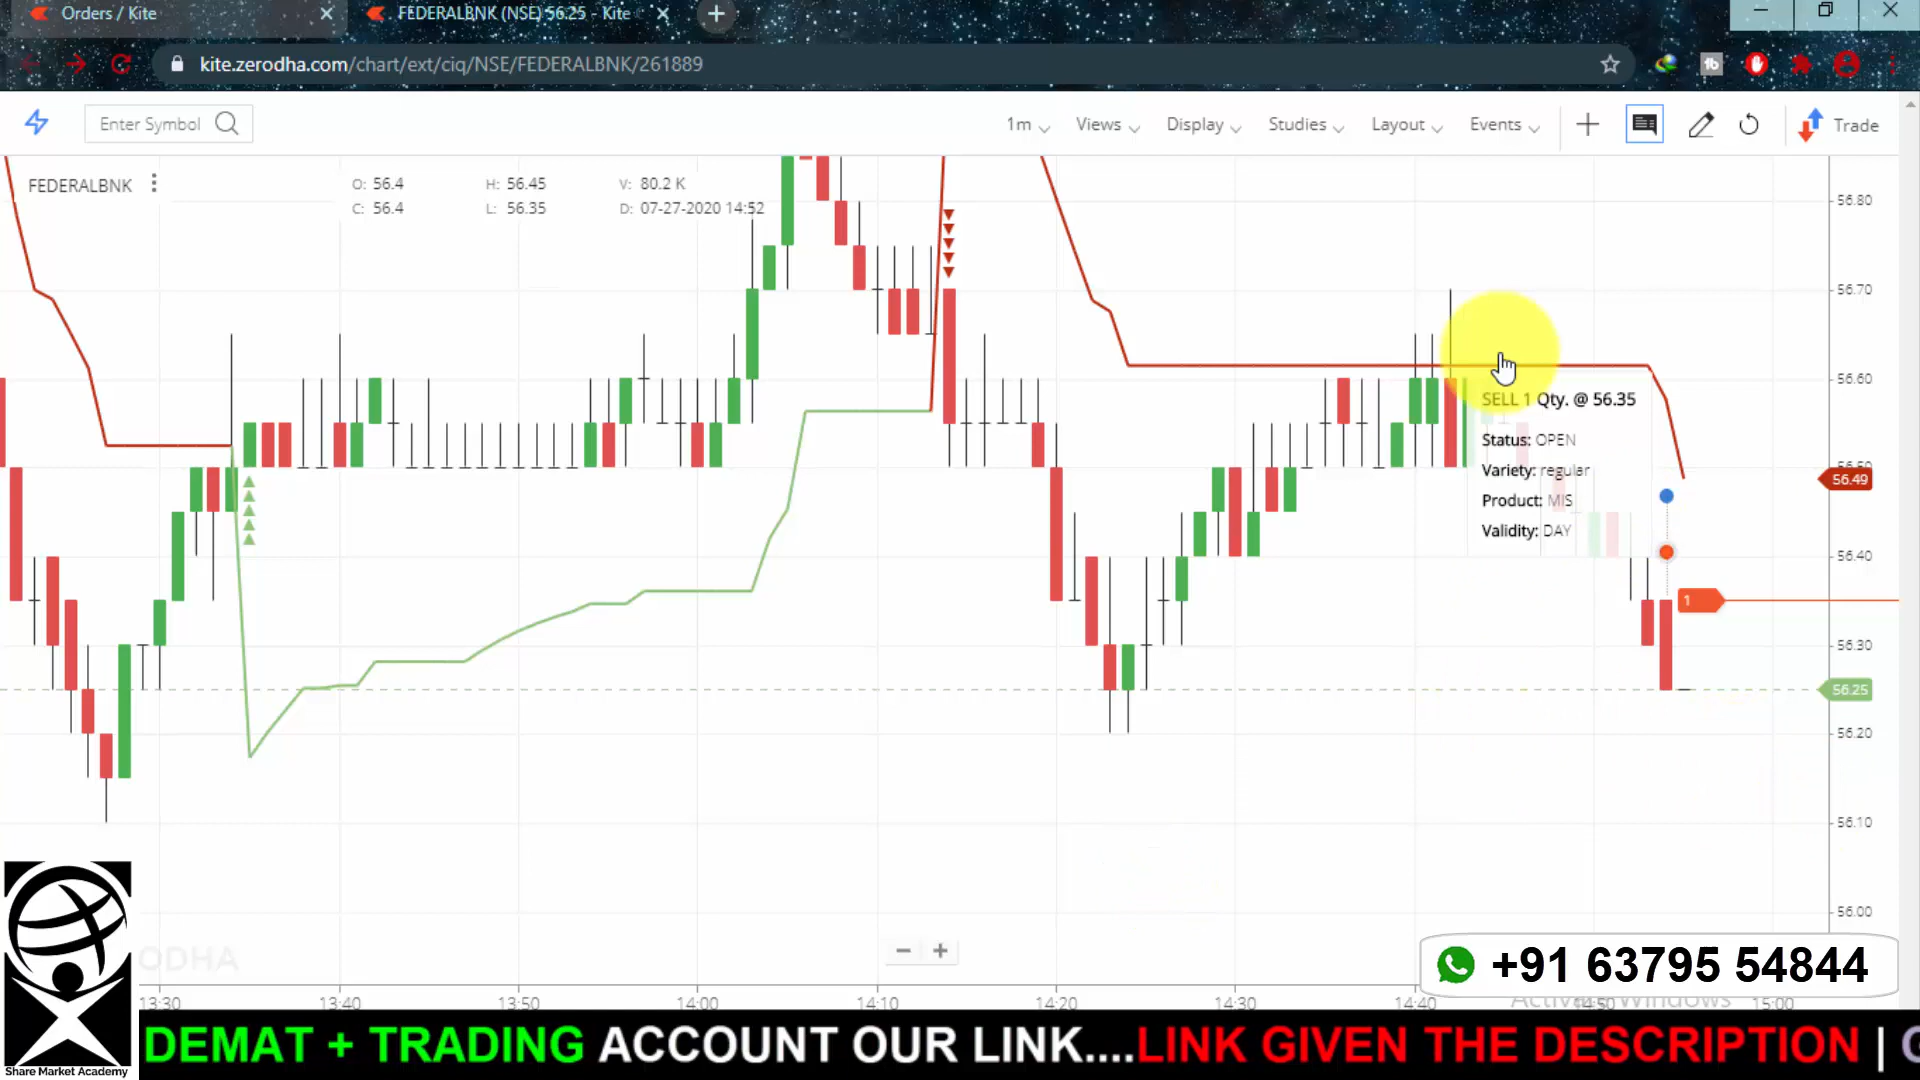 Orders / Kite
FEDERALBNK (NSE) 56.25 - Kite
kite.zerodha.com/chart/ext/ciq/NSE/FEDERALBNK/261889
Enter Symbol
1m
Views
Display
Studies
Layout
Events
Trade
FEDERALBNK
O: 56.4
H: 56.45
V: 80.2 K
C: 56.4
L: 56.35
D: 07-27-2020 14:52
56.80
56.70
56.60
SELL 1 Qty. @ 56.35
Status: OPEN
Variety: regular
56.50
56.49
Product: MIS
Validity: DAY
56.40
1
56.30
56.25
56.20
56.10
56.00
ODHA
+91 63795 54844
13:30
13:40
13:50
14:00
14:10
14:20
14:30
14:40
14:50
15:00
DEMAT + TRADING ACCOUNT OUR LINK....LINK GIVEN THE DESCRIPTION |
Share Market Academy